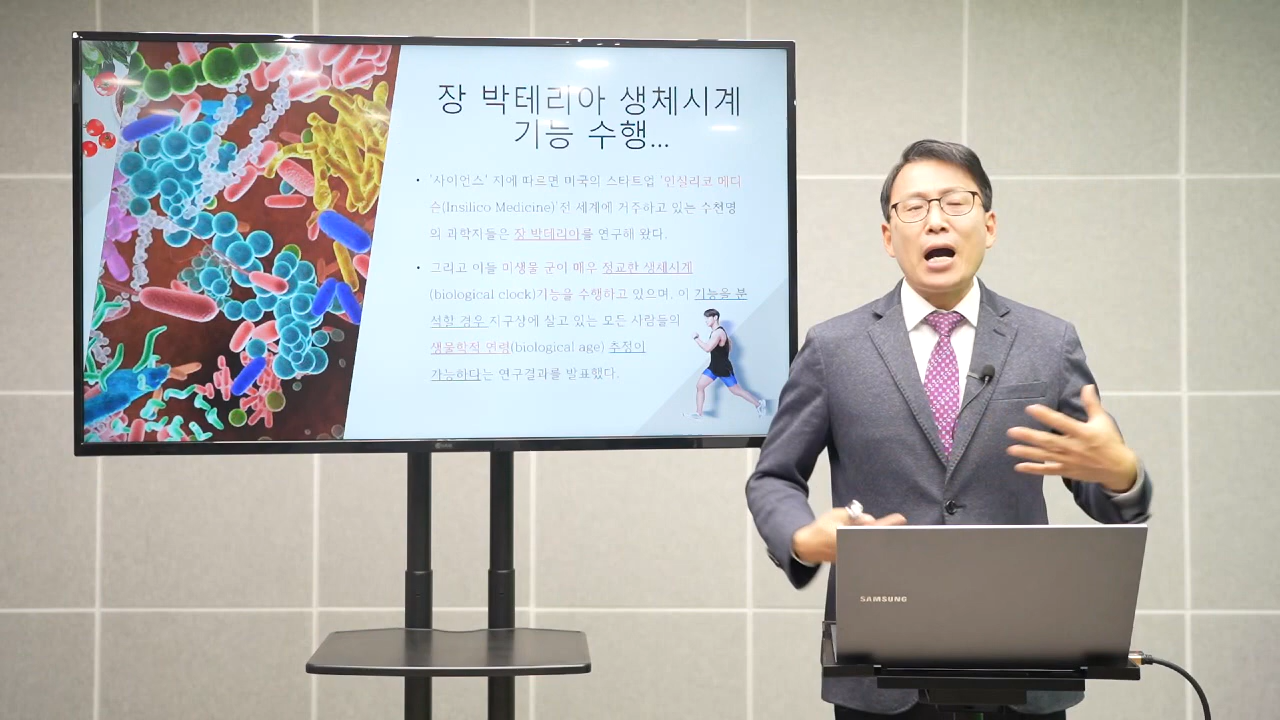 장 박테리아 생체시계
기능 수행...
• '사이언스' 지에 따르면 미국의 스타트업 '인실리코 메디
슨(Insilico Medicine)'전 세계에 거주하고 있는 수천명
의 과학자들은 장 박테리아를 연구해 왔다.
• 그리고 이들 미생물 군이 매우 정교한 생체시계
(biological clock)기능을 수행하고 있으며, 이 기능을 분
석할 경우 지구상에 살고 있는 모든 사람들의
생물학적 연령(biological age) 추정이
가능하다는 연구결과를 발표했다.
SAMSUNG